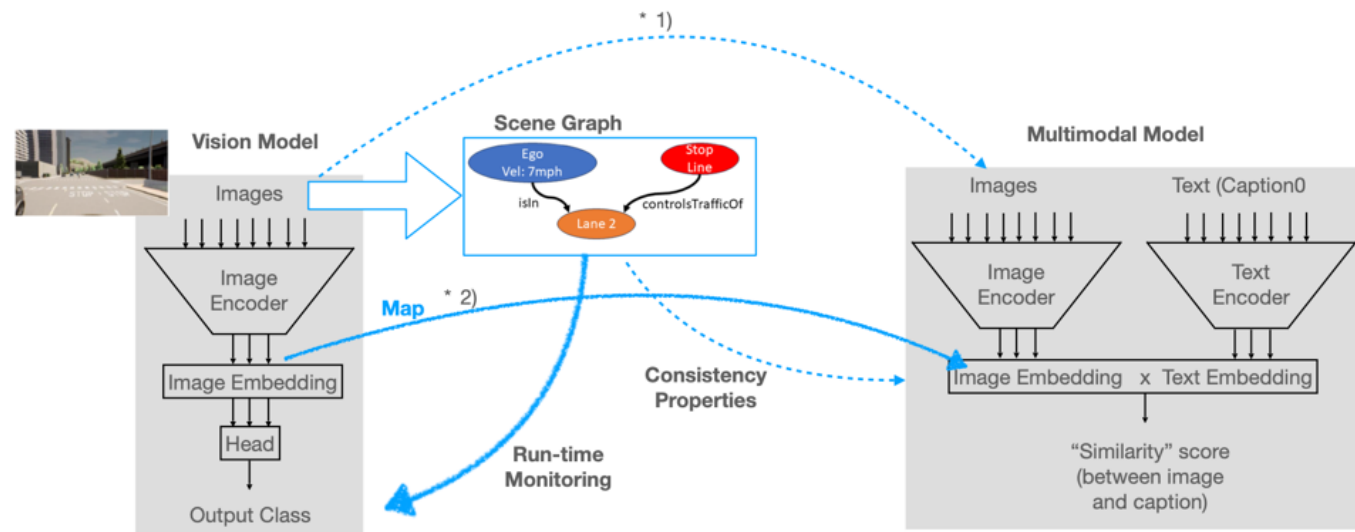 * 1)
Scene Graph
Vision Model
Multimodal Model
Ego
Vel: 7mph
Stop
Line
isIn
controlsTrafficOf
Lane 2
Images
Image
Encoder
Map
* 2)
Image Embedding
Head
Output Class
Run-time
Monitoring
Consistency
Properties
Images
Text (Caption0
Image
Encoder
Text
Encoder
Image Embedding x Text Embedding
“Similarity” score
(between image
and caption)